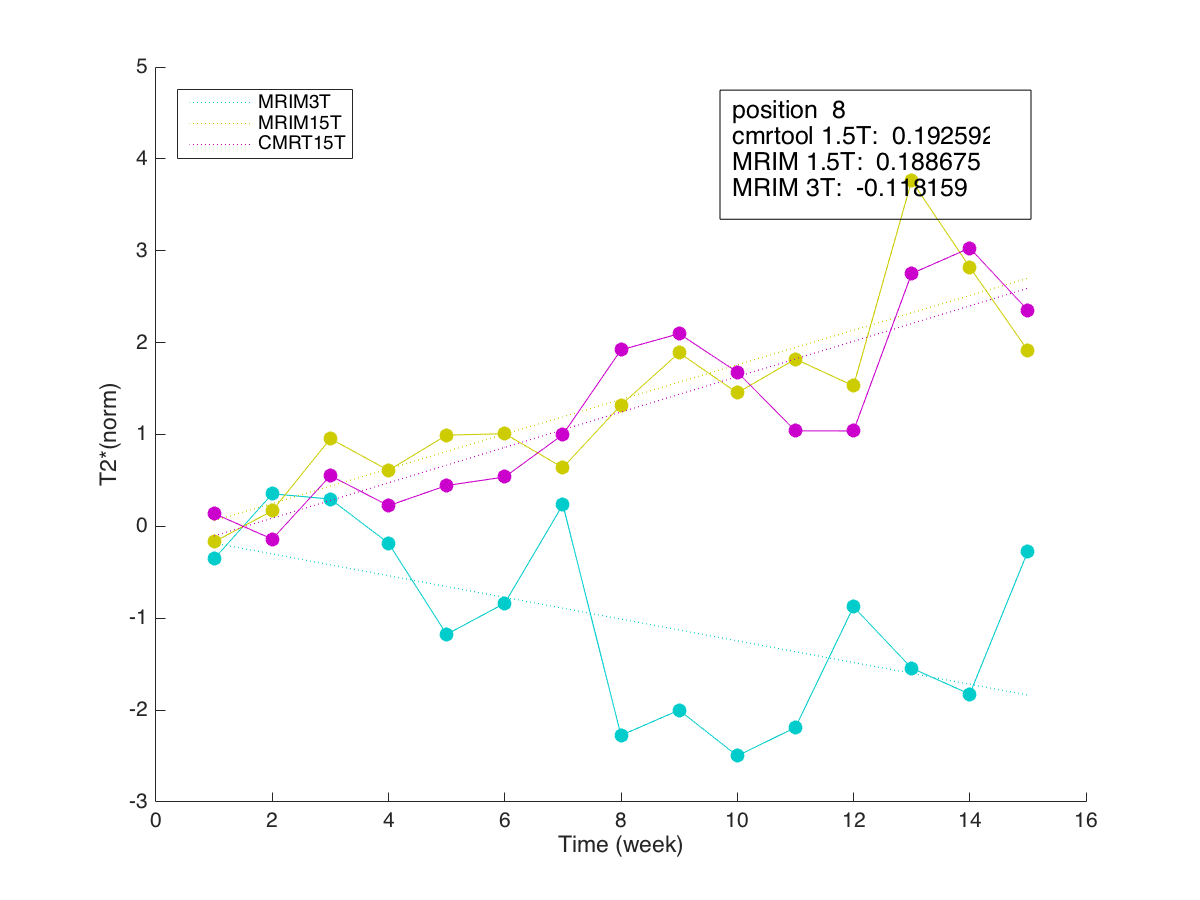 5
4
3
2
1
0
-1
-2
-3
0 2 4 6 8 10 12 14 16
T2*(norm)
Time (week)
MRIM3T
MRIM15T
CMRT15T
position 8
cmrtool 1.5T: 0.192592
MRIM 1.5T: 0.188675
MRIM 3T: -0.118159